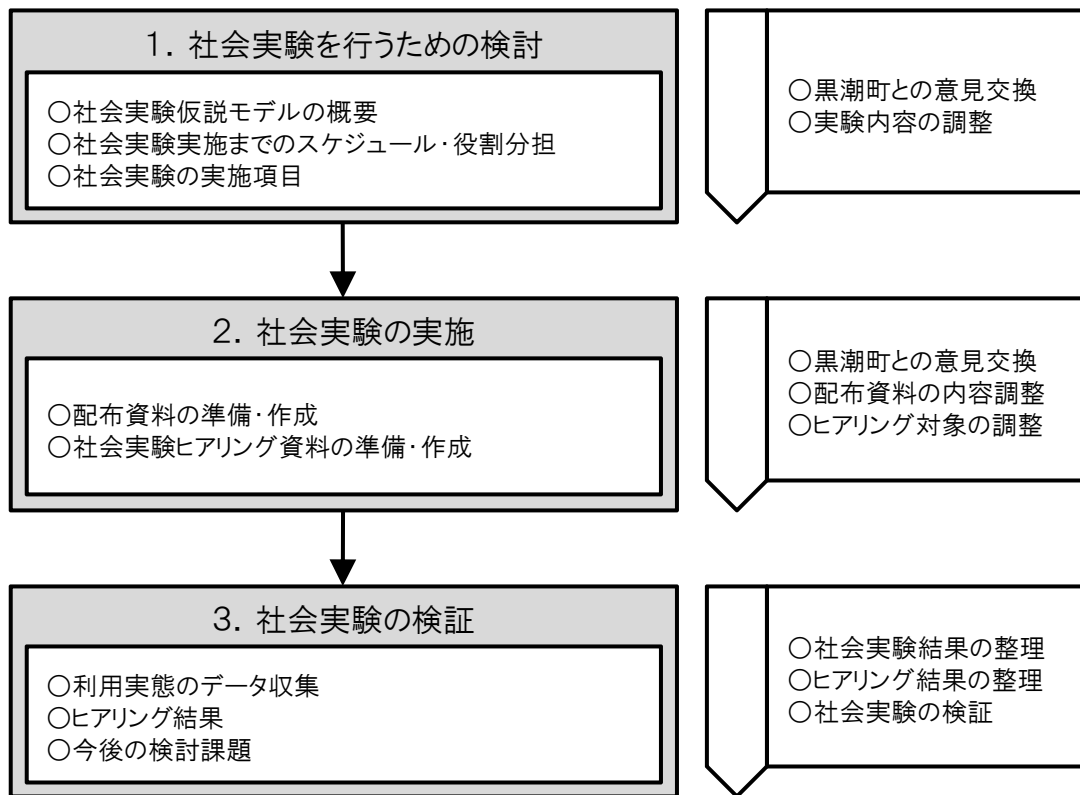 1．社会実験を行うための検討
○社会実験仮説モデルの概要
○社会実験実施までのスケジュール・役割分担
○社会実験の実施項目
○黒潮町との意見交換
○実験内容の調整
2．社会実験の実施
○配布資料の準備・作成
○社会実験ヒアリング資料の準備・作成
○黒潮町との意見交換
○配布資料の内容調整
○ヒアリング対象の調整
3．社会実験の検証
○利用実態のデータ収集
○ヒアリング結果
○今後の検討課題
○社会実験結果の整理
○ヒアリング結果の整理
○社会実験の検証